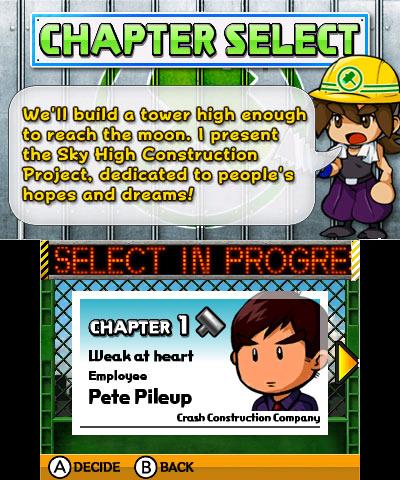 CHAPTER SELECT
We'll build a tower high enough
to reach the moon. I present
the Sky High Construction
Project, dedicated to people's
hopes and dreams!
SELECT IN PROGRE
CHAPTER 1
Weak at heart
Employee
Pete Pileup
Crash Construction Company
A DECIDE B BACK